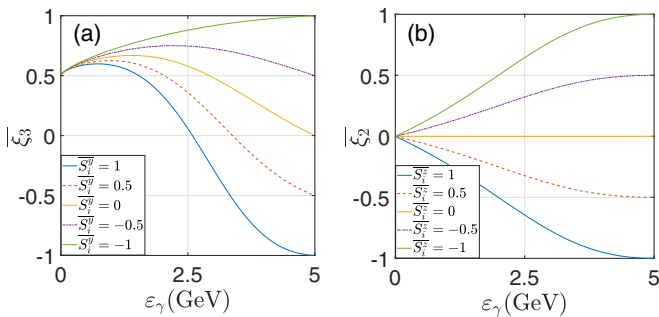 (a)
1
0.5
0
-0.5
-1
ξ̅₃
S̅ᵢʸ = 1
S̅ᵢʸ = 0.5
S̅ᵢʸ = 0
S̅ᵢʸ = −0.5
S̅ᵢʸ = −1
0
2.5
5
ε_γ(GeV)
(b)
1
0.5
0
-0.5
-1
ξ̅₂
S̅ᵢᶻ = 1
S̅ᵢᶻ = 0.5
S̅ᵢᶻ = 0
S̅ᵢᶻ = −0.5
S̅ᵢᶻ = −1
0
2.5
5
ε_γ(GeV)